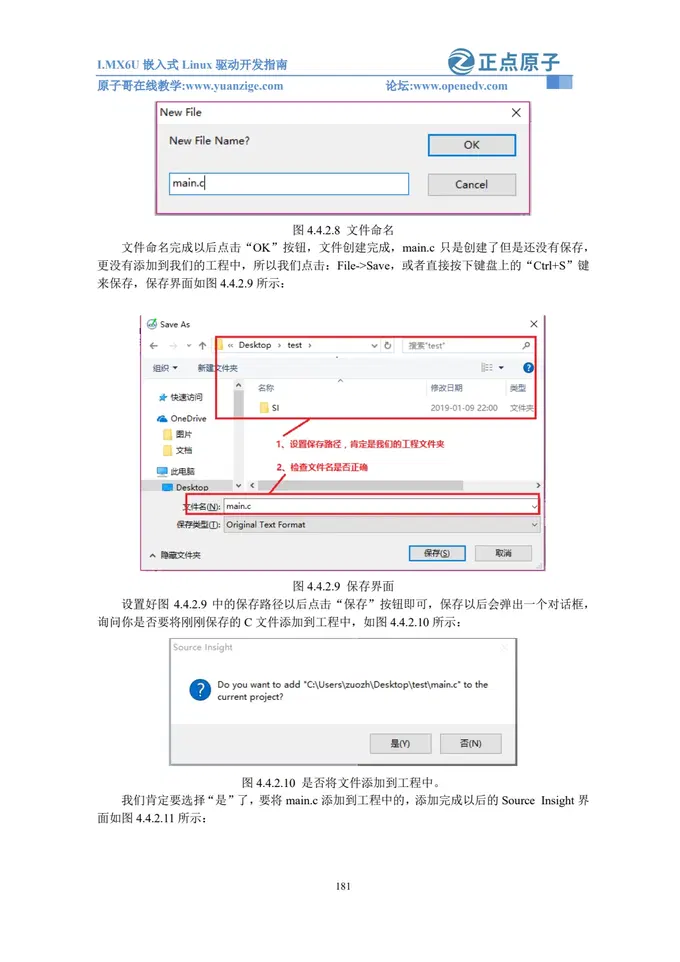 I.MX6U 嵌入式 Linux 驱动开发指南
正点原子
原子哥在线教学:www.yuanzige.com 论坛:www.openedv.com
New File
New File Name?
OK
main.c
Cancel
图 4.4.2.8 文件命名
文件命名完成以后点击“OK”按钮，文件创建完成，main.c 只是创建了但是还没有保存，
更没有添加到我们的工程中，所以我们点击：File->Save，或者直接按下键盘上的“Ctrl+S”键
来保存，保存界面如图 4.4.2.9 所示：
Save As
« Desktop › test ›
搜索"test"
组织 新建文件夹
名称 修改日期 类型
快速访问
SI 2019-01-09 22:00 文件夹
OneDrive
图片
1、设置保存路径，肯定是我们的工程文件夹
文档
2、检查文件名是否正确
此电脑
Desktop
文件名(N): main.c
保存类型(T): Original Text Format
隐藏文件夹 保存(S) 取消
图 4.4.2.9 保存界面
设置好图 4.4.2.9 中的保存路径以后点击“保存”按钮即可，保存以后会弹出一个对话框，
询问你是否要将刚刚保存的 C 文件添加到工程中，如图 4.4.2.10 所示：
Source Insight
Do you want to add "C:\Users\zuozh\Desktop\test\main.c" to the
current project?
是(Y) 否(N)
图 4.4.2.10 是否将文件添加到工程中。
我们肯定要选择“是”了，要将 main.c 添加到工程中的，添加完成以后的 Source Insight 界
面如图 4.4.2.11 所示：
181